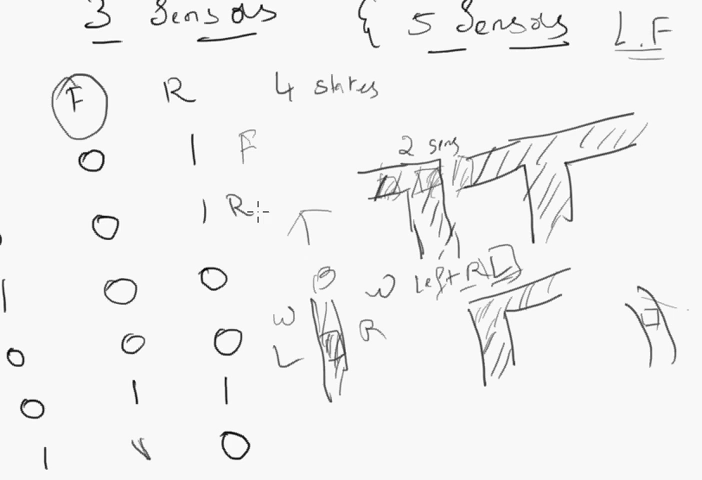 3 Sensors { 5 Sensors L.F
F R 4 states
0 1 F 2 sens
0 1 R
1 0 0 B W Left R L
W
0 0 0 L R
0 1 1
1 0